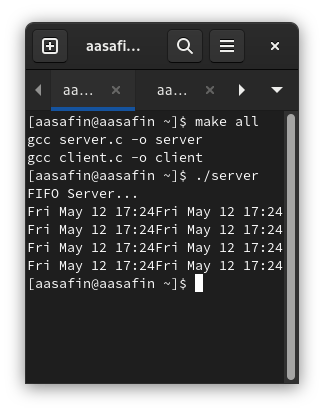 aasafi...
aa...
aa...
[aasafin@aasafin ~]$ make all
gcc server.c -o server
gcc client.c -o client
[aasafin@aasafin ~]$ ./server
FIFO Server...
Fri May 12 17:24Fri May 12 17:24
Fri May 12 17:24Fri May 12 17:24
Fri May 12 17:24Fri May 12 17:24
Fri May 12 17:24Fri May 12 17:24
[aasafin@aasafin ~]$